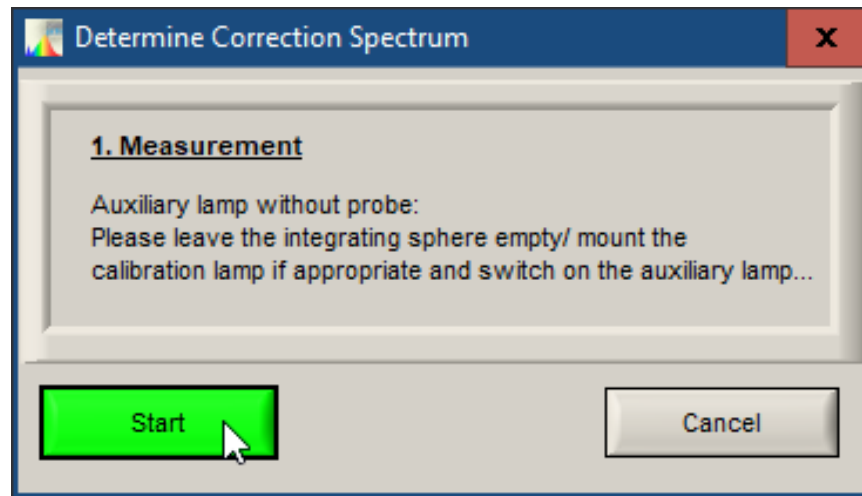 Determine Correction Spectrum
x
1. Measurement
Auxiliary lamp without probe:
Please leave the integrating sphere empty/ mount the
calibration lamp if appropriate and switch on the auxiliary lamp...
Start
Cancel